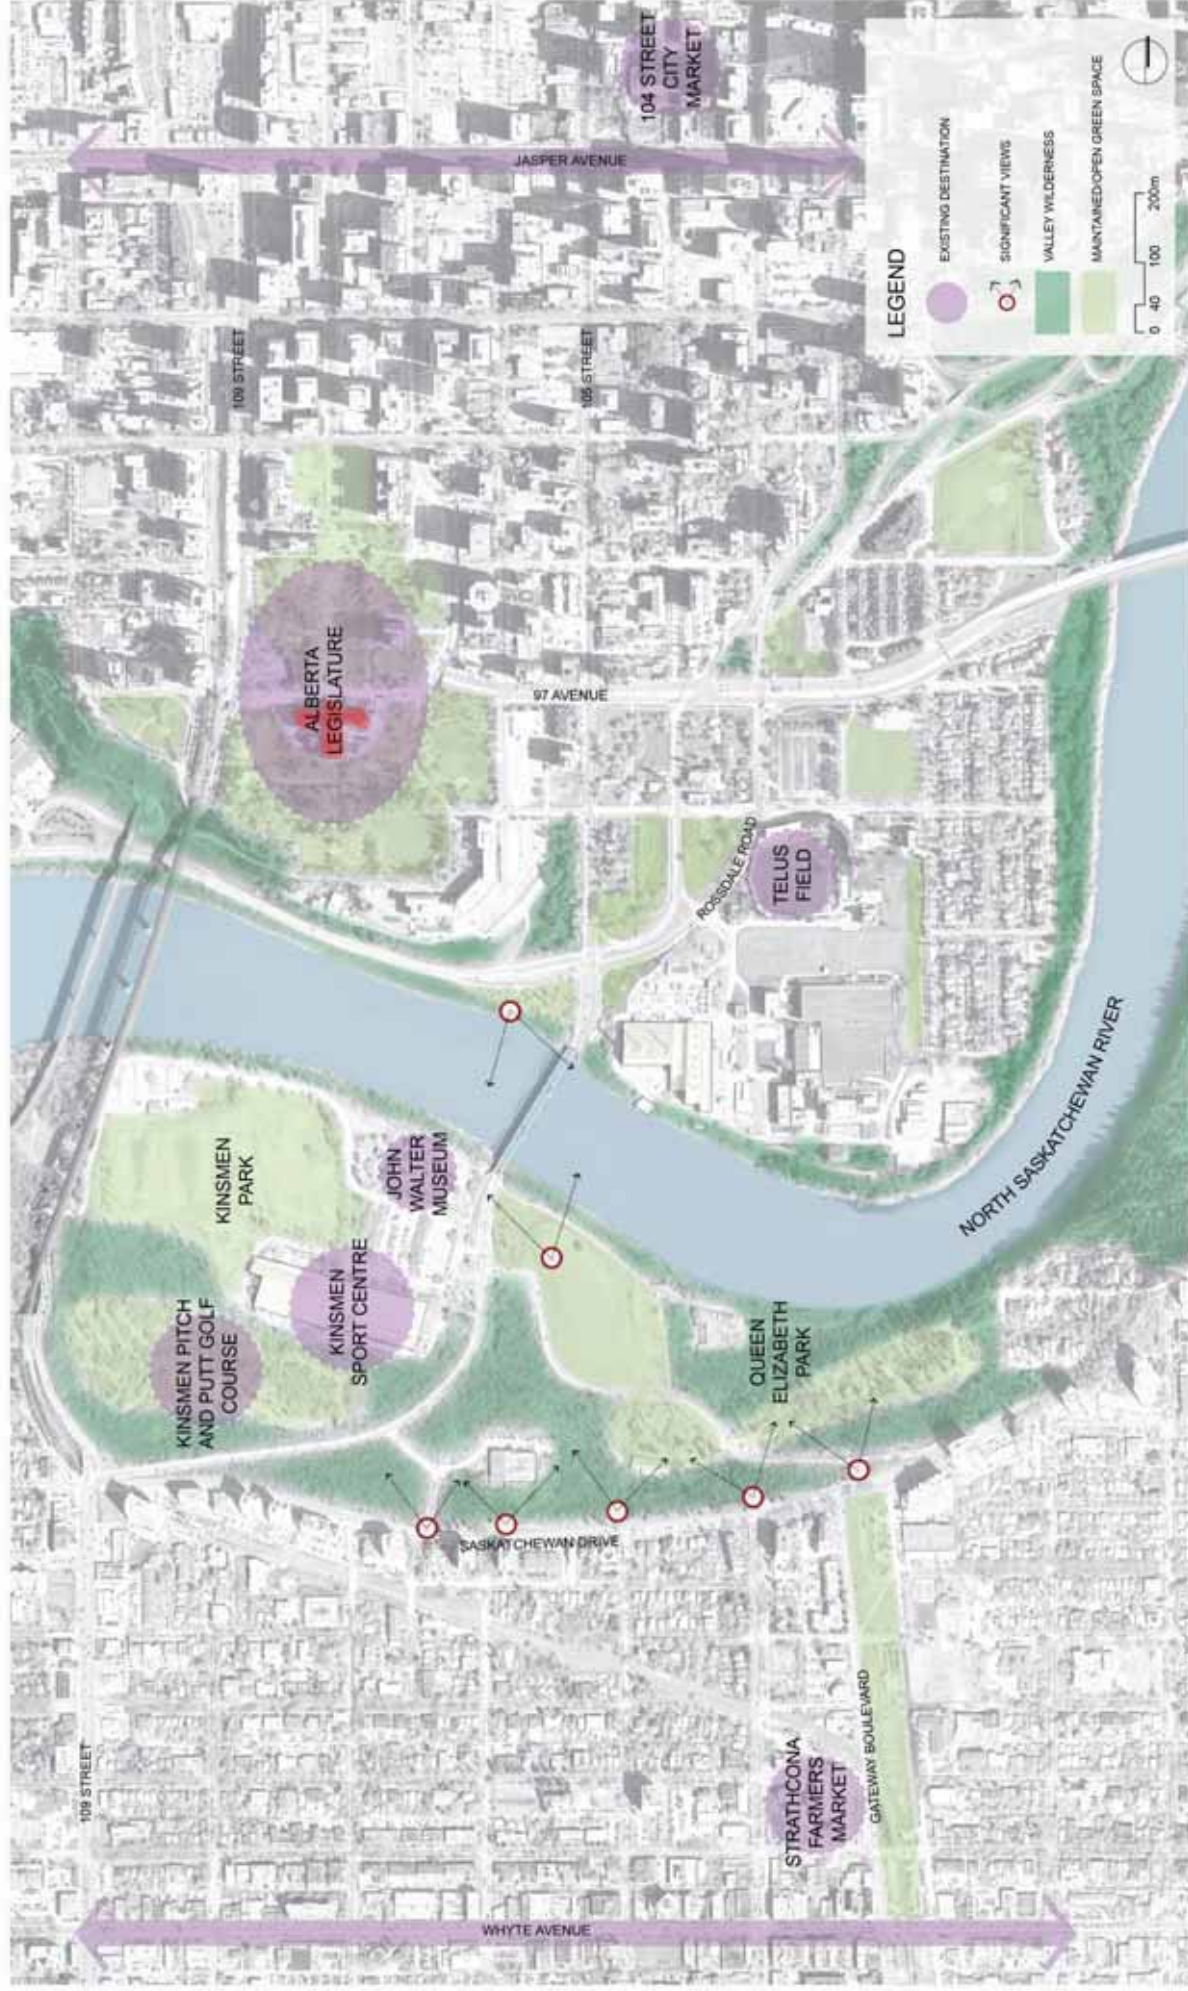 104 STREET
CITY
MARKET
JASPER AVENUE
LEGEND
EXISTING DESTINATION
SIGNIFICANT VIEWS
VALLEY WILDERNESS
MAINTAINED/OPEN GREEN SPACE
0 40 100 200m
109 STREET
105 STREET
ALBERTA
LEGISLATURE
97 AVENUE
ROSSDALE ROAD
TELUS
FIELD
NORTH SASKATCHEWAN RIVER
KINSMEN
PARK
JOHN
WALTER
MUSEUM
KINSMEN
SPORT CENTRE
KINSMEN PITCH
AND PUTT GOLF
COURSE
QUEEN
ELIZABETH
PARK
SASKATCHEWAN DRIVE
109 STREET
STRATHCONA
FARMERS
MARKET
GATEWAY BOULEVARD
WHYTE AVENUE